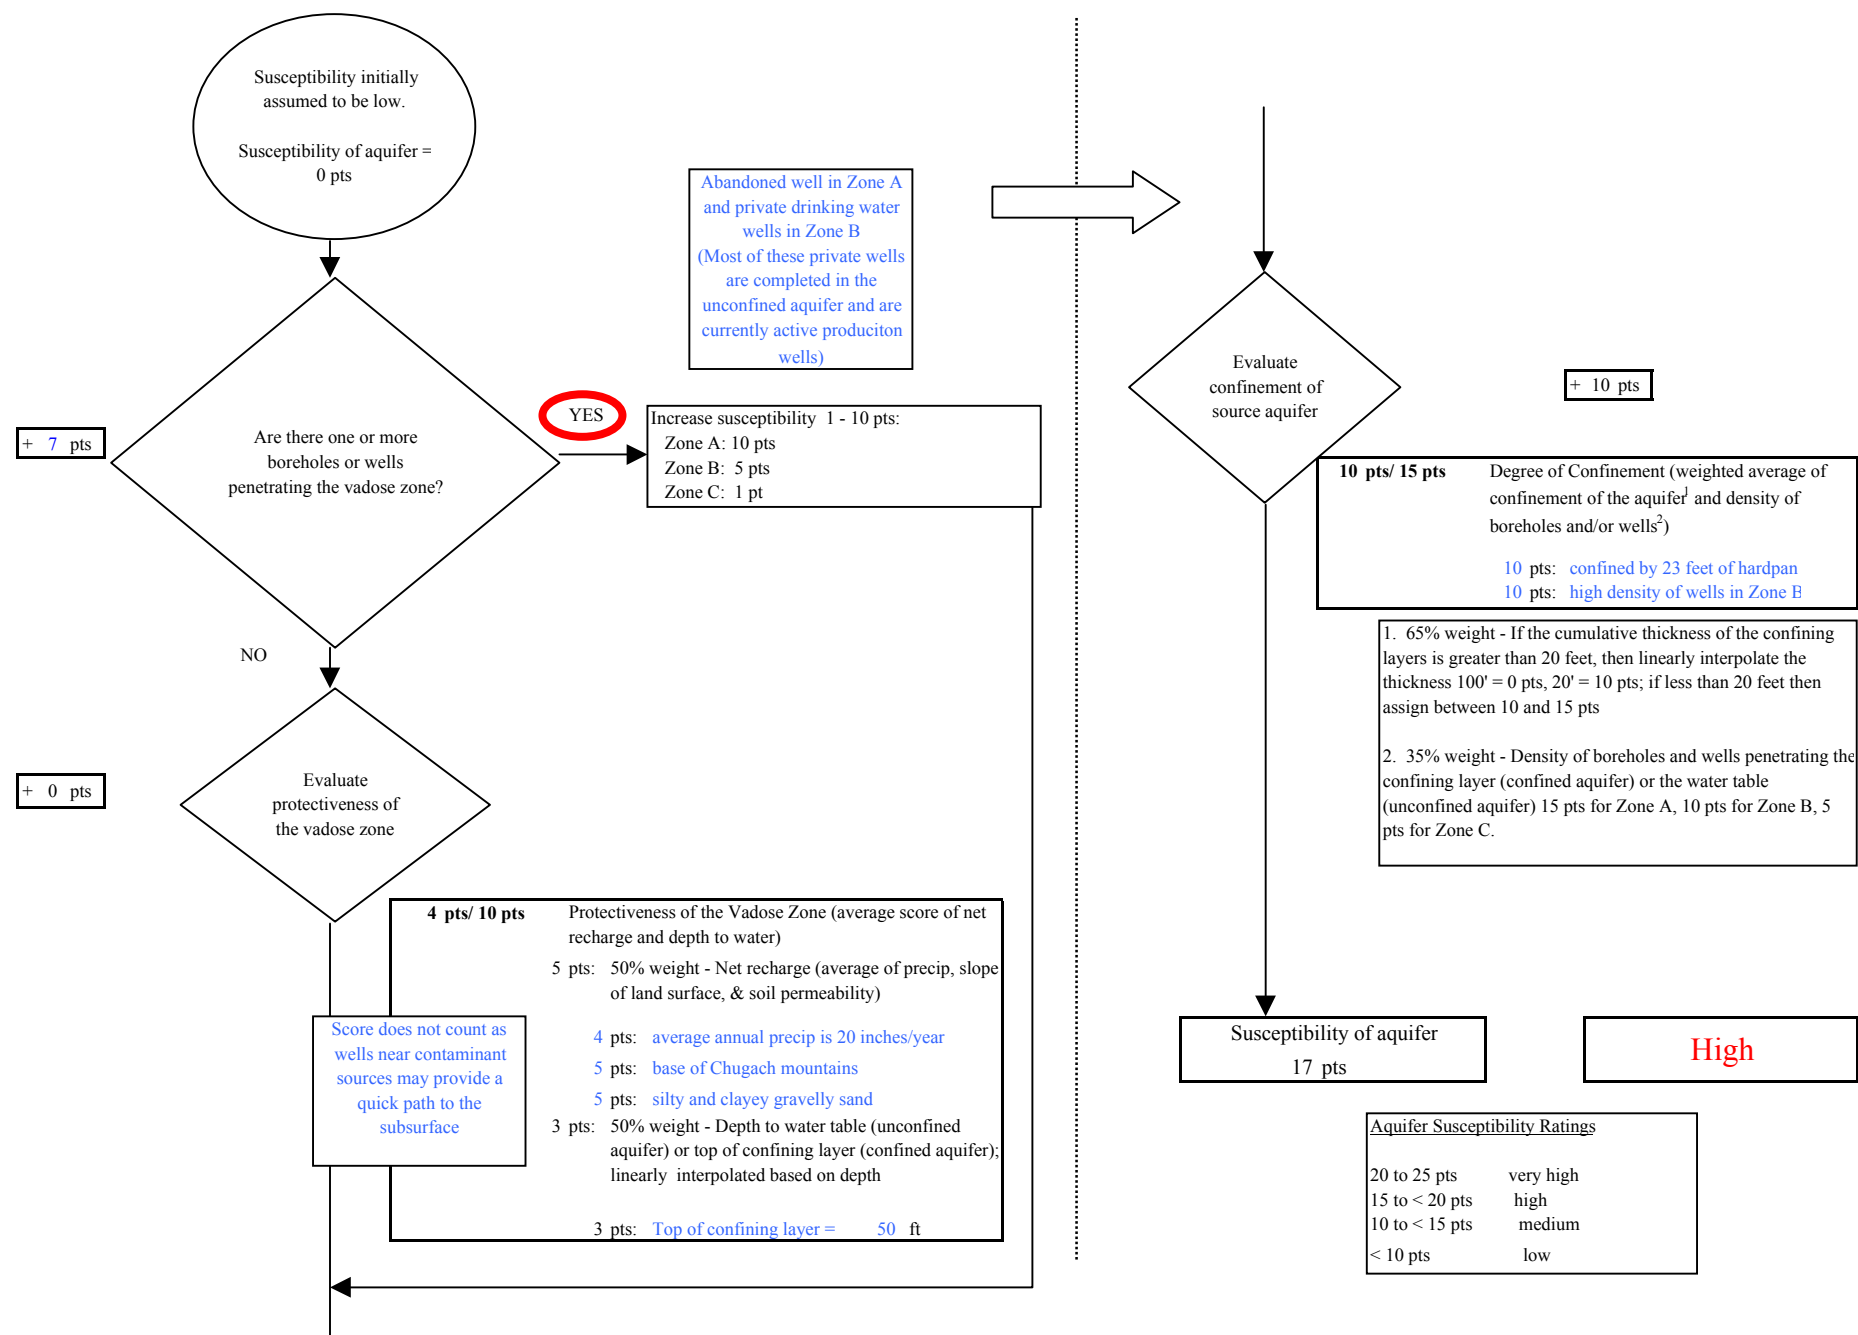 Susceptibility initially
assumed to be low.
Susceptibility of aquifer =
0 pts
Abandoned well in Zone A
and private drinking water
wells in Zone B
(Most of these private wells
are completed in the
unconfined aquifer and are
currently active produciton
wells)
+ 7 pts
Are there one or more
boreholes or wells
penetrating the vadose zone?
YES
Increase susceptibility 1 - 10 pts:
Zone A: 10 pts
Zone B: 5 pts
Zone C: 1 pt
NO
+ 0 pts
Evaluate
protectiveness of
the vadose zone
4 pts/ 10 pts Protectiveness of the Vadose Zone (average score of net
recharge and depth to water)
5 pts: 50% weight - Net recharge (average of precip, slope
of land surface, & soil permeability)
4 pts: average annual precip is 20 inches/year
5 pts: base of Chugach mountains
5 pts: silty and clayey gravelly sand
3 pts: 50% weight - Depth to water table (unconfined
aquifer) or top of confining layer (confined aquifer);
linearly interpolated based on depth
3 pts: Top of confining layer = 50 ft
Score does not count as
wells near contaminant
sources may provide a
quick path to the
subsurface
Evaluate
confinement of
source aquifer
+ 10 pts
10 pts/ 15 pts Degree of Confinement (weighted average of
confinement of the aquifer1 and density of
boreholes and/or wells2)
10 pts: confined by 23 feet of hardpan
10 pts: high density of wells in Zone B
1. 65% weight - If the cumulative thickness of the confining
layers is greater than 20 feet, then linearly interpolate the
thickness 100' = 0 pts, 20' = 10 pts; if less than 20 feet then
assign between 10 and 15 pts
2. 35% weight - Density of boreholes and wells penetrating the
confining layer (confined aquifer) or the water table
(unconfined aquifer) 15 pts for Zone A, 10 pts for Zone B, 5
pts for Zone C.
Susceptibility of aquifer
17 pts
High
Aquifer Susceptibility Ratings
20 to 25 pts very high
15 to < 20 pts high
10 to < 15 pts medium
< 10 pts low